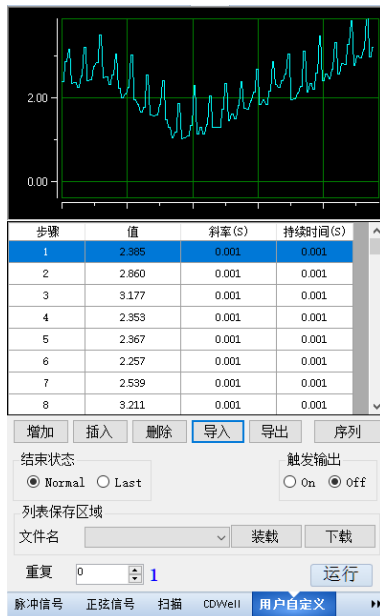 2.00
0.00
步骤 值 斜率(S) 持续时间(S)
1 2.385 0.001 0.001
2 2.860 0.001 0.001
3 3.177 0.001 0.001
4 2.353 0.001 0.001
5 2.367 0.001 0.001
6 2.257 0.001 0.001
7 2.539 0.001 0.001
8 3.211 0.001 0.001
增加 插入 删除 导入 导出 序列
结束状态 触发输出
Normal Last On Off
列表保存区域
文件名 装载 下载
重复 0 1 运行
脉冲信号 正弦信号 扫描 CDWell 用户自定义